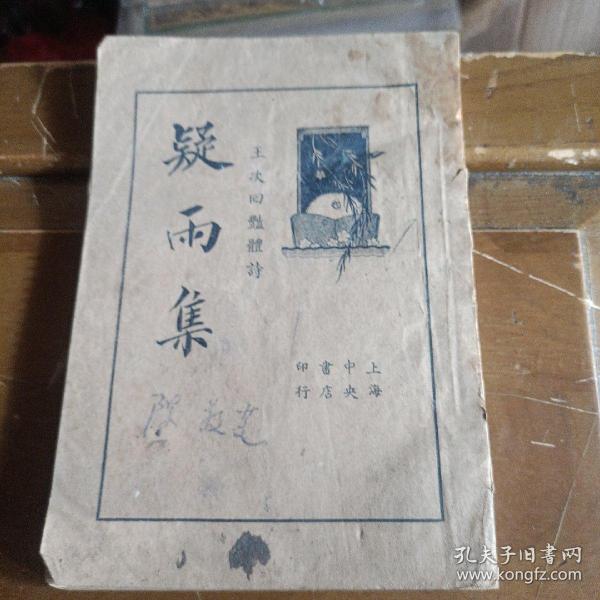 疑雨集
王次回艷體詩
上海
中央
書店
印行
孔夫子旧书网
www.kongfz.com